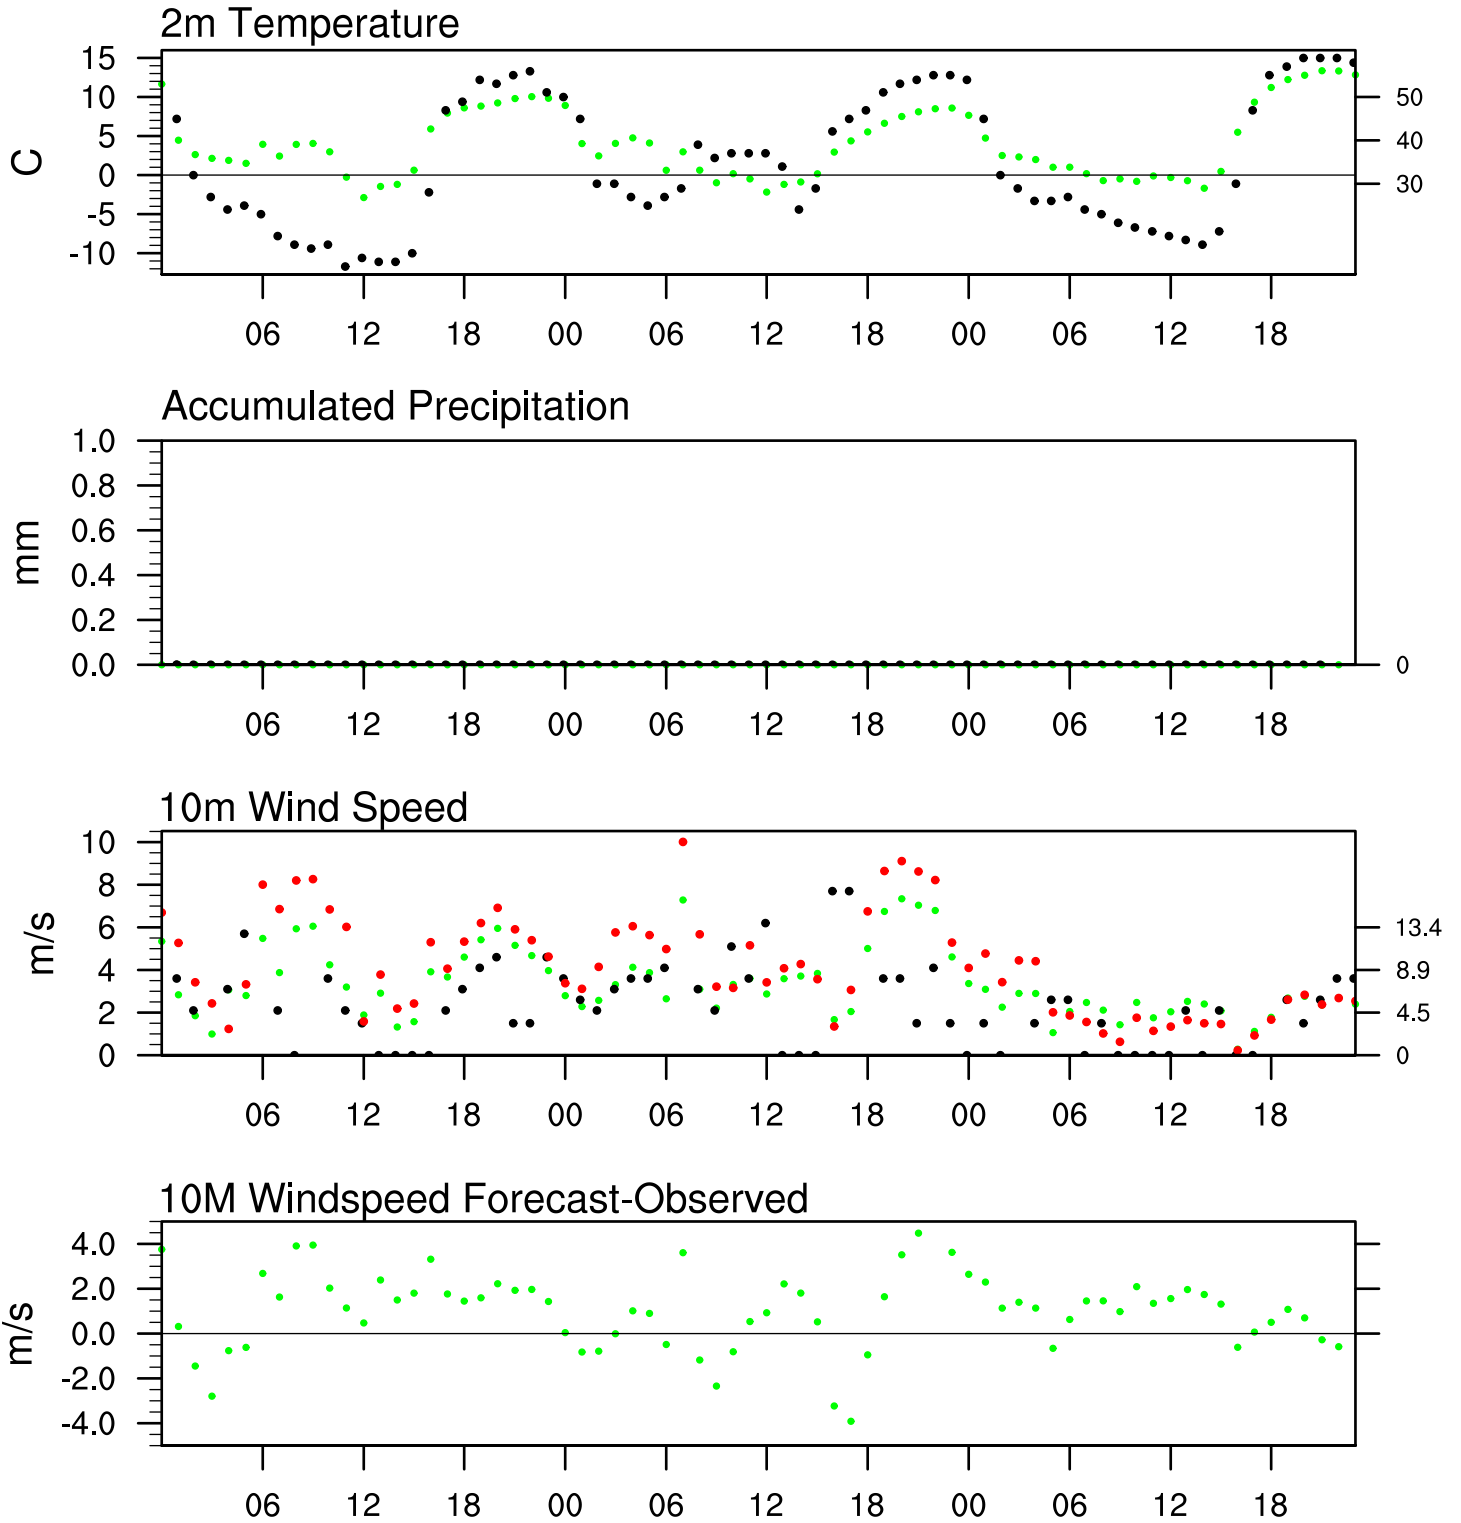 2m Temperature
15
10
5
0
-5
-10
C
50
40
30
06 12 18 00 06 12 18 00 06 12 18
Accumulated Precipitation
1.0
0.8
0.6
0.4
0.2
0.0
mm
0
06 12 18 00 06 12 18 00 06 12 18
10m Wind Speed
10
8
6
4
2
0
m/s
13.4
8.9
4.5
0
06 12 18 00 06 12 18 00 06 12 18
10M Windspeed Forecast-Observed
4.0
2.0
0.0
-2.0
-4.0
m/s
06 12 18 00 06 12 18 00 06 12 18